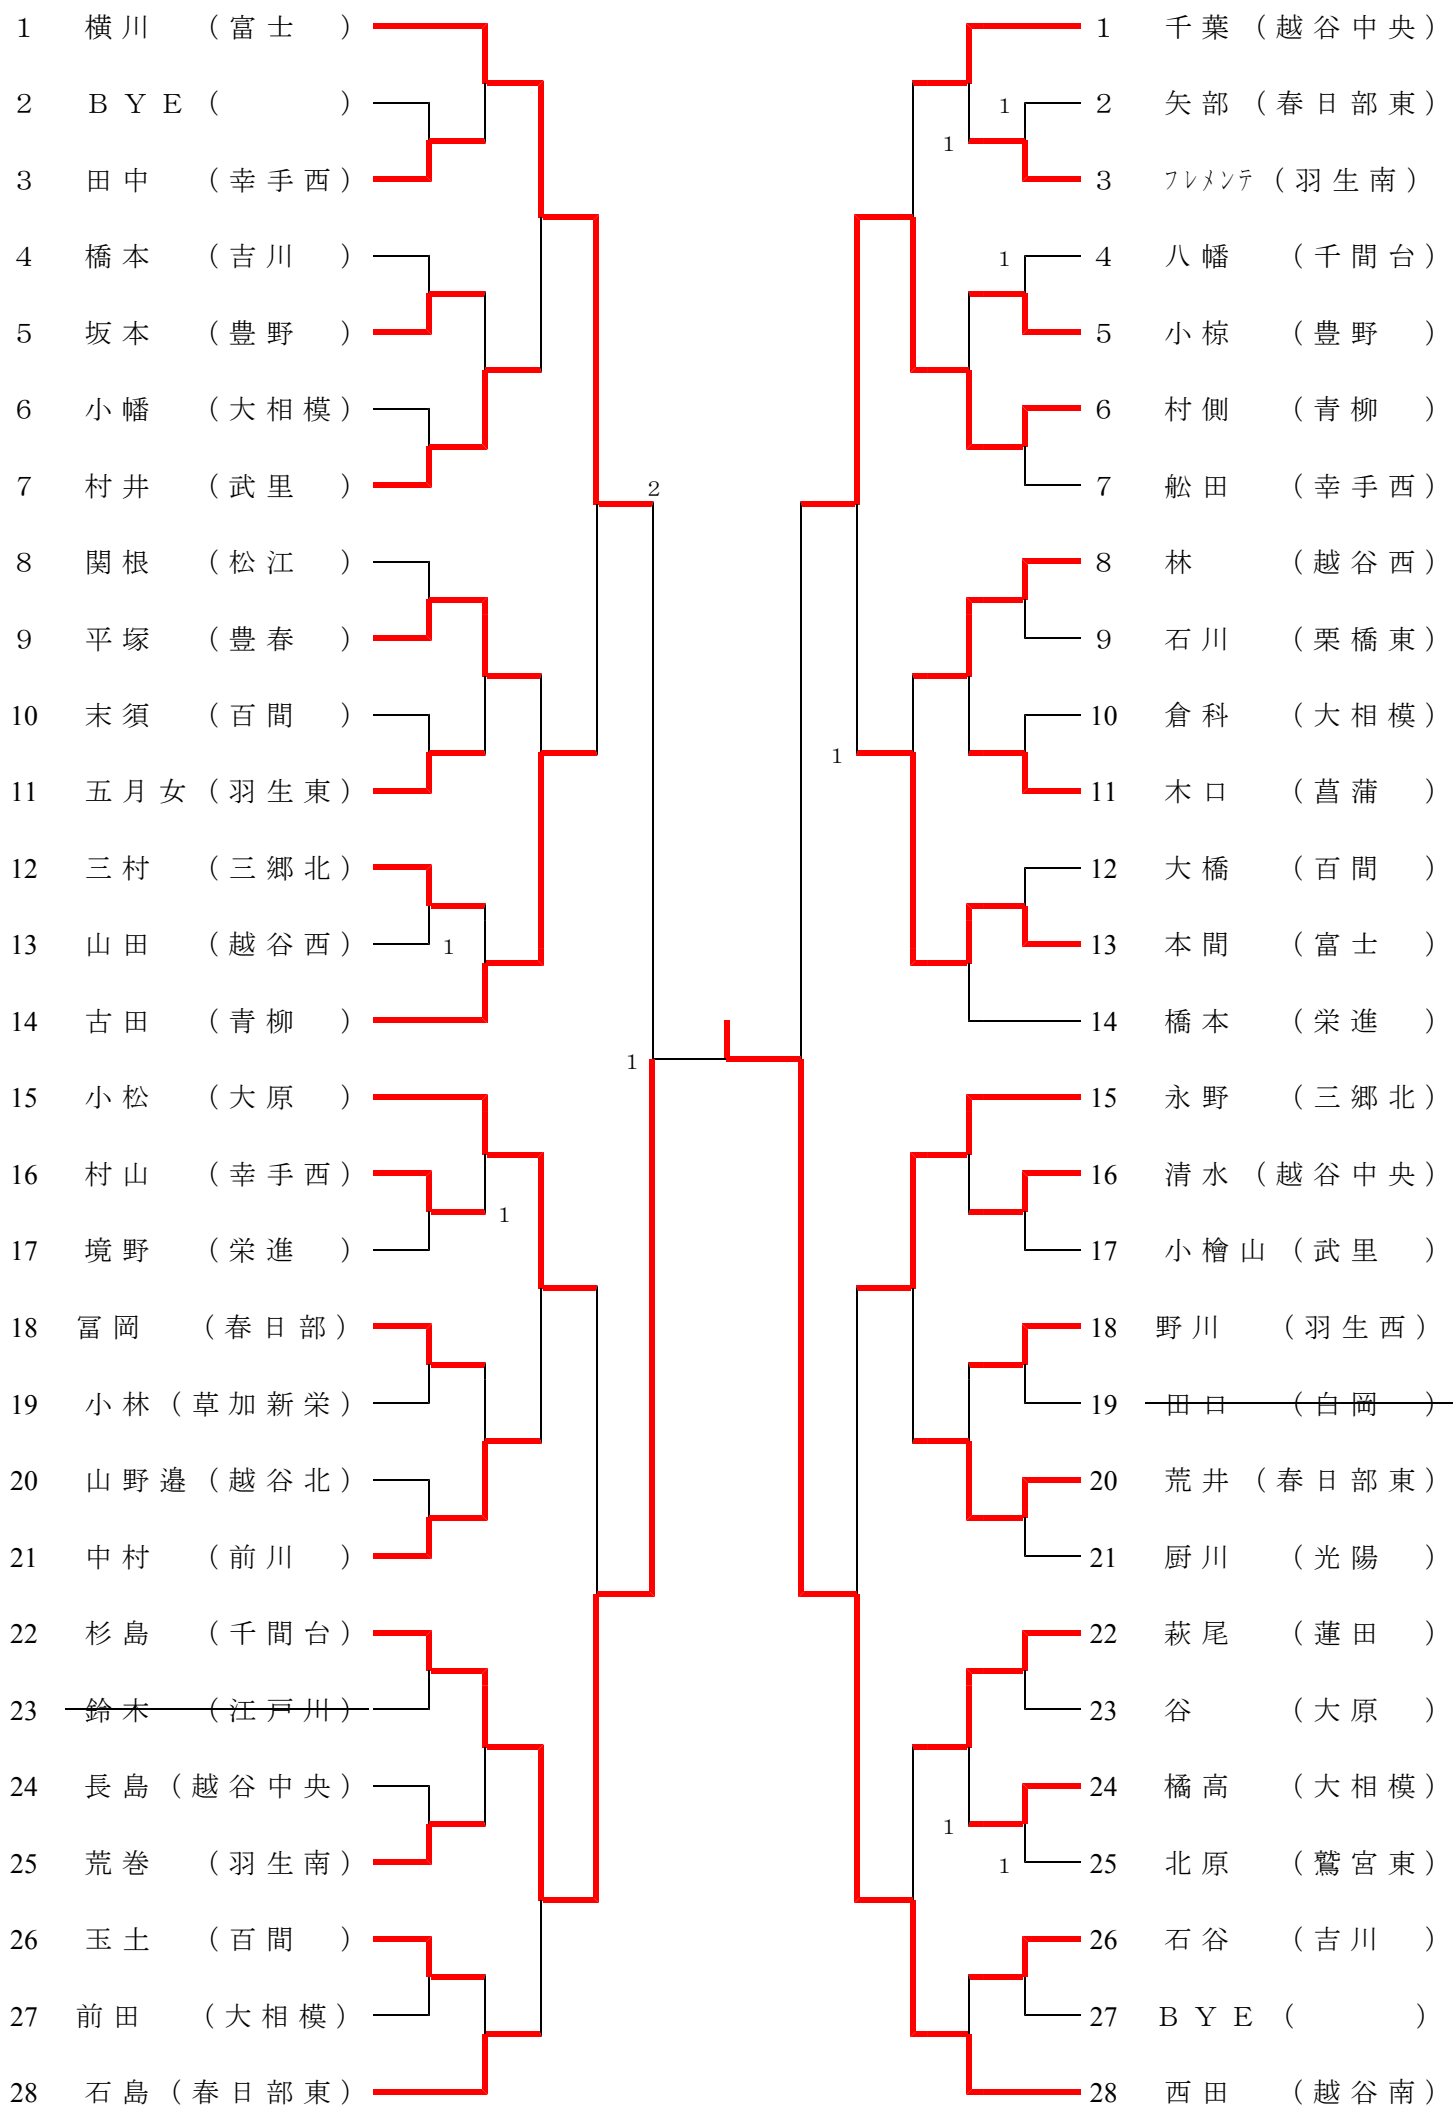 1 横川 （富士 ）
2 ＢＹＥ（ ）
3 田中 （幸手西）
4 橋本 （吉川 ）
5 坂本 （豊野 ）
6 小幡 （大相模）
7 村井 （武里 ）
2
8 関根 （松江 ）
9 平塚 （豊春 ）
10 末須 （百間 ）
11 五月女（羽生東）
12 三村 （三郷北）
13 山田 （越谷西） 1
14 古田 （青柳 ）
1
15 小松 （大原 ）
16 村山 （幸手西）
1
17 境野 （栄進 ）
18 冨岡 （春日部）
19 小林（草加新栄）
20 山野邉（越谷北）
21 中村 （前川 ）
22 杉島 （千間台）
23 鈴木 （江戸川）
24 長島（越谷中央）
25 荒巻 （羽生南）
26 玉土 （百間 ）
27 前田 （大相模）
28 石島（春日部東）
1 千葉（越谷中央）
1 2 矢部（春日部東）
1
3 フレメンテ（羽生南）
1 4 八幡 （千間台）
5 小椋 （豊野 ）
6 村側 （青柳 ）
7 舩田 （幸手西）
8 林 （越谷西）
9 石川 （栗橋東）
10 倉科 （大相模）
1
11 木口 （菖蒲 ）
12 大橋 （百間 ）
13 本間 （富士 ）
14 橋本 （栄進 ）
15 永野 （三郷北）
16 清水（越谷中央）
17 小檜山（武里 ）
18 野川 （羽生西）
19 田口 （白岡 ）
20 荒井（春日部東）
21 厨川 （光陽 ）
22 萩尾 （蓮田 ）
23 谷 （大原 ）
24 橘高 （大相模）
1
1 25 北原 （鷲宮東）
26 石谷 （吉川 ）
27 ＢＹＥ（ ）
28 西田 （越谷南）